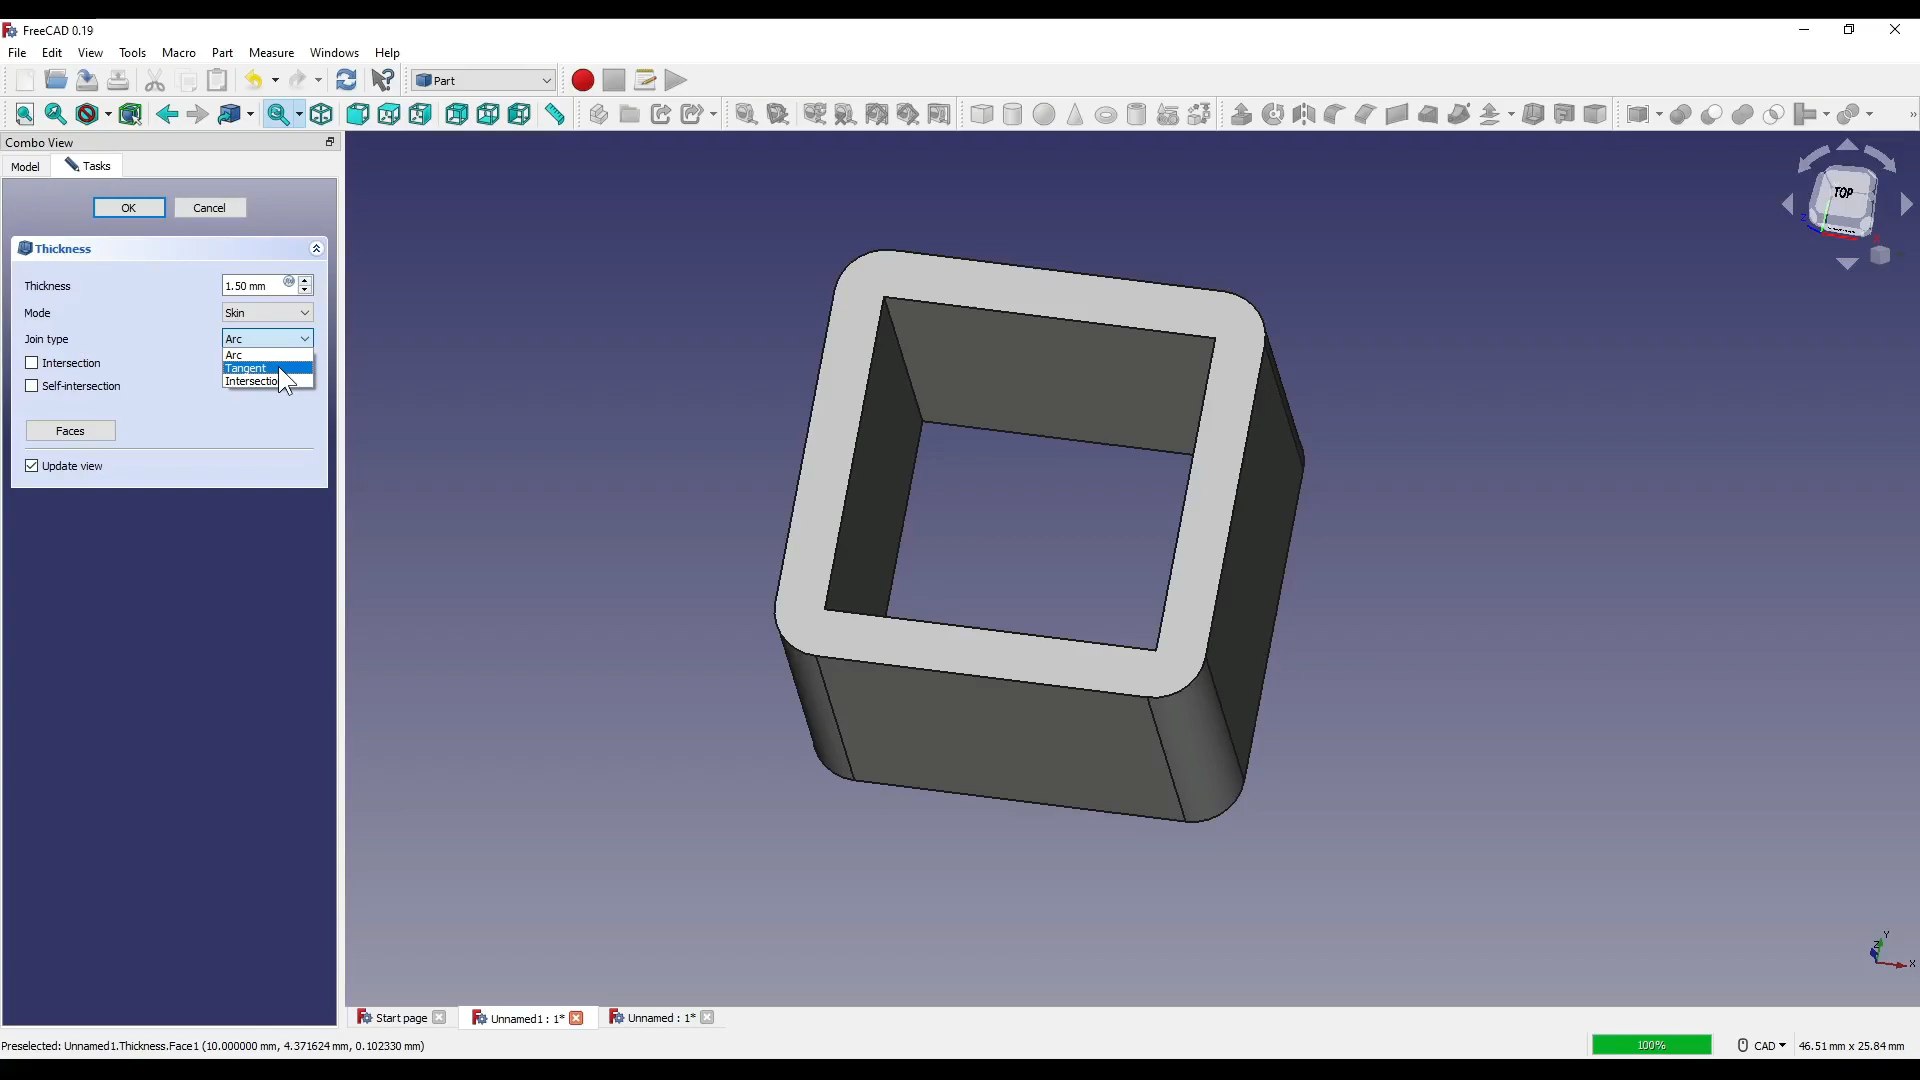 FreeCAD 0.19
File Edit View Tools Macro Part Measure Windows Help
Part
Combo View
Model Tasks
OK Cancel
Thickness
Thickness 1.50 mm
Mode Skin
Join type Arc
Arc
Intersection
Tangent
Self-intersection
Faces
Update view
TOP
Y
Z
X
Start page Unnamed1 : 1* Unnamed : 1*
Preselected: Unnamed1.Thickness.Face1 (10.000000 mm, 4.371624 mm, 0.102330 mm) 100% CAD 46.51 mm x 25.84 mm